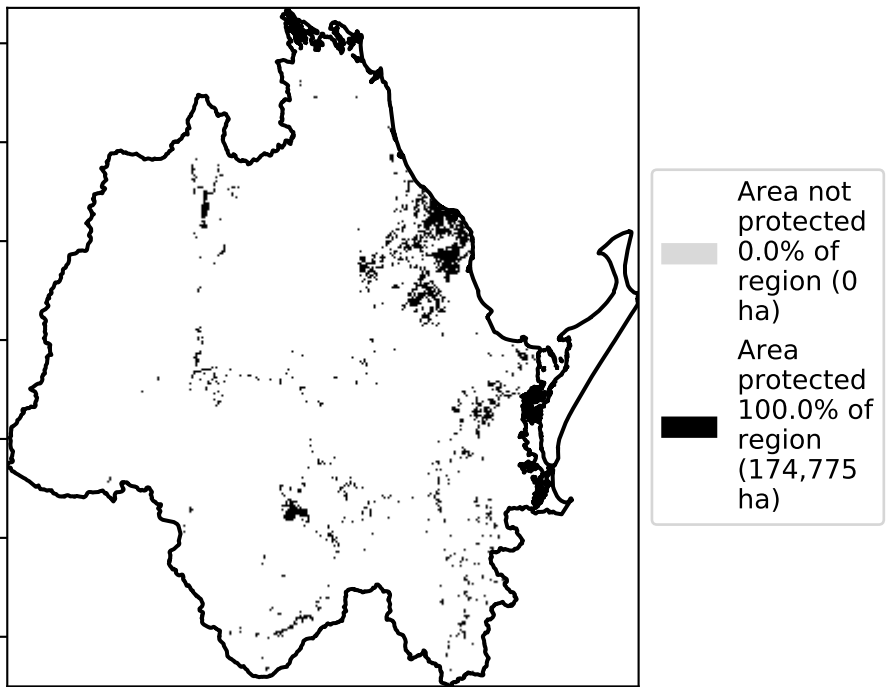 Area not
protected
0.0% of
region (0
ha)
Area
protected
100.0% of
region
(174,775
ha)